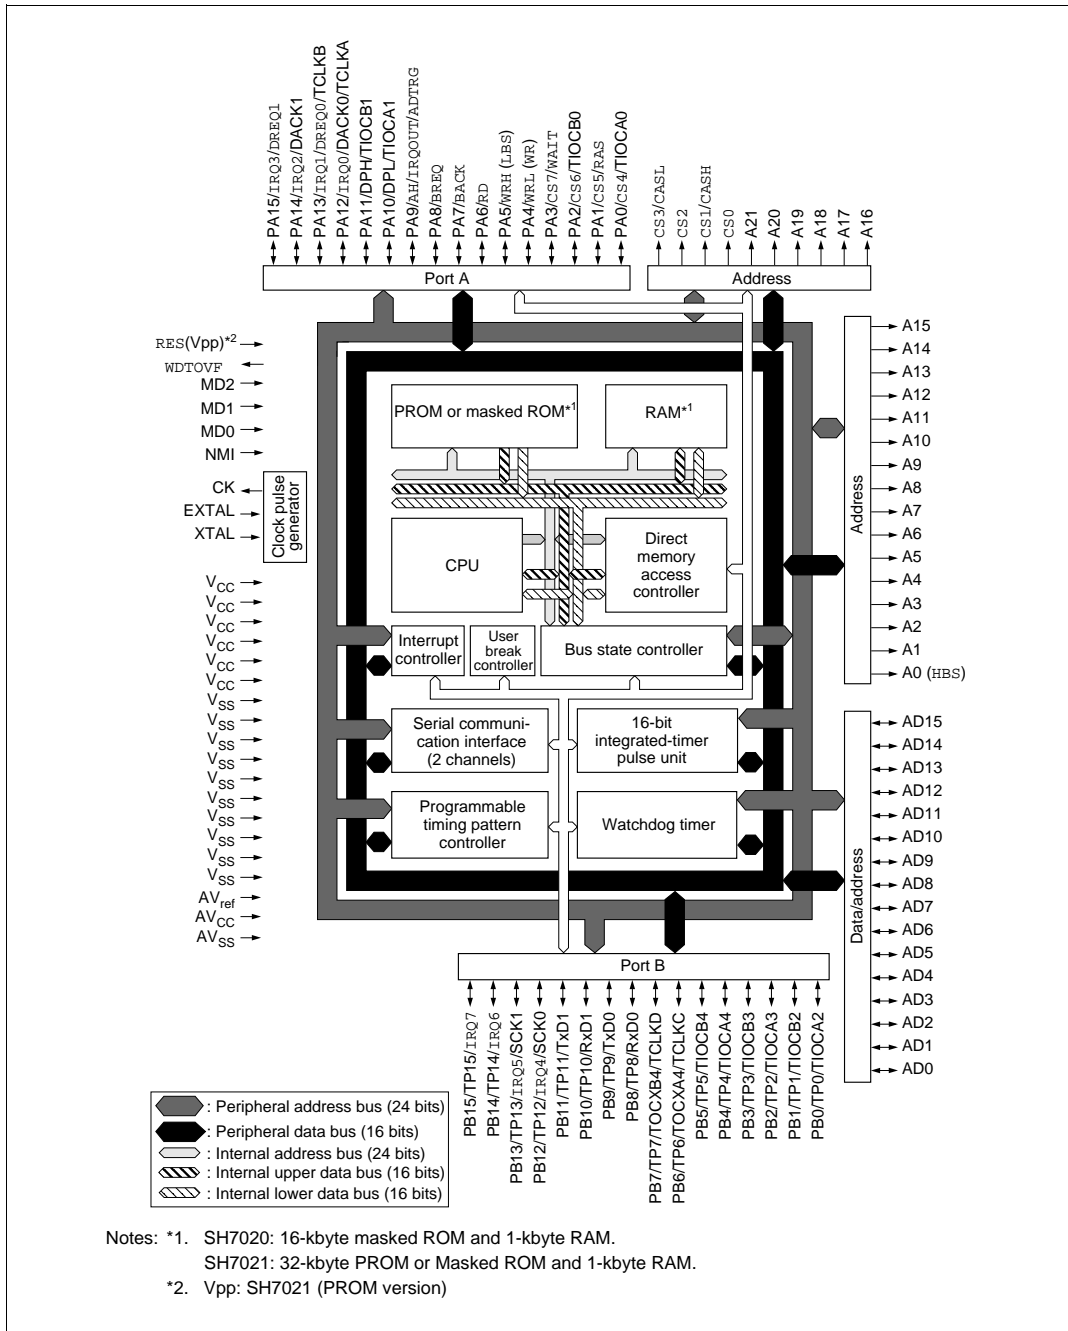 PA15/IRQ3/DREQ1
PA14/IRQ2/DACK1
PA13/IRQ1/DREQ0/TCLKB
PA12/IRQ0/DACK0/TCLKA
PA11/DPH/TIOCB1
PA10/DPL/TIOCA1
PA9/AH/IRQOUT/ADTRG
PA8/BREQ
PA7/BACK
PA6/RD
PA5/WRH (LBS)
PA4/WRL (WR)
PA3/CS7/WAIT
PA2/CS6/TIOCB0
PA1/CS5/RAS
PA0/CS4/TIOCA0
CS3/CASL
CS2
CS1/CASH
CS0
A21
A20
A19
A18
A17
A16
Port A
Address
RES(Vpp)*2
WDTOVF
MD2
MD1
MD0
NMI
CK
EXTAL
XTAL
Clock pulse
generator
VCC
VCC
VCC
VCC
VCC
VCC
VSS
VSS
VSS
VSS
VSS
VSS
VSS
VSS
VSS
VSS
AVref
AVCC
AVSS
PROM or masked ROM*1
RAM*1
CPU
Direct
memory
access
controller
Interrupt
controller
User
break
controller
Bus state controller
Serial communi-
cation interface
(2 channels)
16-bit
integrated-timer
pulse unit
Programmable
timing pattern
controller
Watchdog timer
Address
A15
A14
A13
A12
A11
A10
A9
A8
A7
A6
A5
A4
A3
A2
A1
A0 (HBS)
Data/address
AD15
AD14
AD13
AD12
AD11
AD10
AD9
AD8
AD7
AD6
AD5
AD4
AD3
AD2
AD1
AD0
Port B
PB15/TP15/IRQ7
PB14/TP14/IRQ6
PB13/TP13/IRQ5/SCK1
PB12/TP12/IRQ4/SCK0
PB11/TP11/TxD1
PB10/TP10/RxD1
PB9/TP9/TxD0
PB8/TP8/RxD0
PB7/TP7/TOCXB4/TCLKD
PB6/TP6/TOCXA4/TCLKC
PB5/TP5/TIOCB4
PB4/TP4/TIOCA4
PB3/TP3/TIOCB3
PB2/TP2/TIOCA3
PB1/TP1/TIOCB2
PB0/TP0/TIOCA2
: Peripheral address bus (24 bits)
: Peripheral data bus (16 bits)
: Internal address bus (24 bits)
: Internal upper data bus (16 bits)
: Internal lower data bus (16 bits)
Notes: *1. SH7020: 16-kbyte masked ROM and 1-kbyte RAM.
SH7021: 32-kbyte PROM or Masked ROM and 1-kbyte RAM.
*2. Vpp: SH7021 (PROM version)